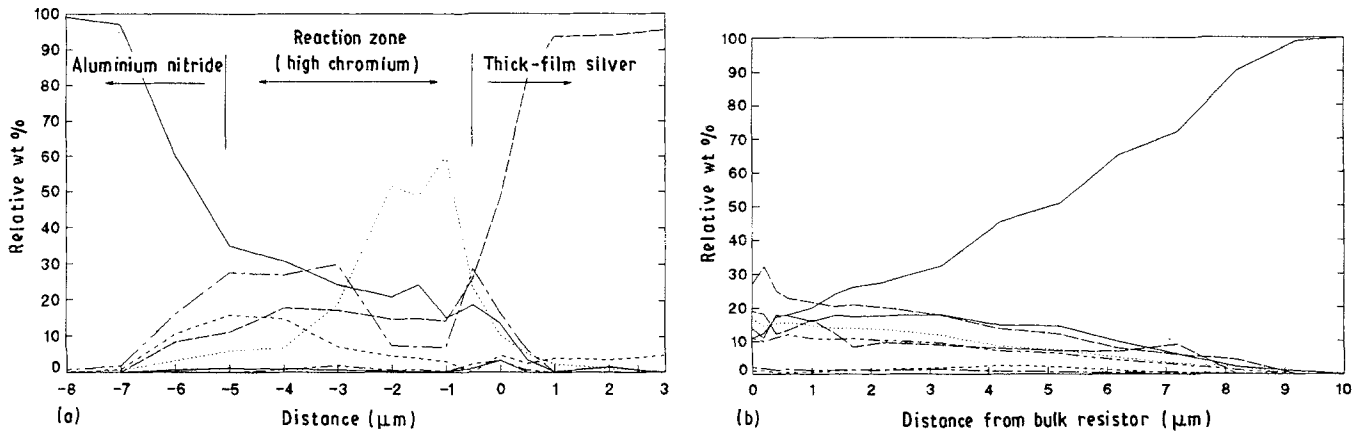 100
90
80
70
60
50
40
30
20
10
0
Relative wt %
Aluminium nitride
Reaction zone
(high chromium)
Thick-film silver
-8 -7 -6 -5 -4 -3 -2 -1 0 1 2 3
(a) Distance (μm)
100
90
80
70
60
50
40
30
20
10
0
Relative wt %
0 1 2 3 4 5 6 7 8 9 10
(b) Distance from bulk resistor (μm)